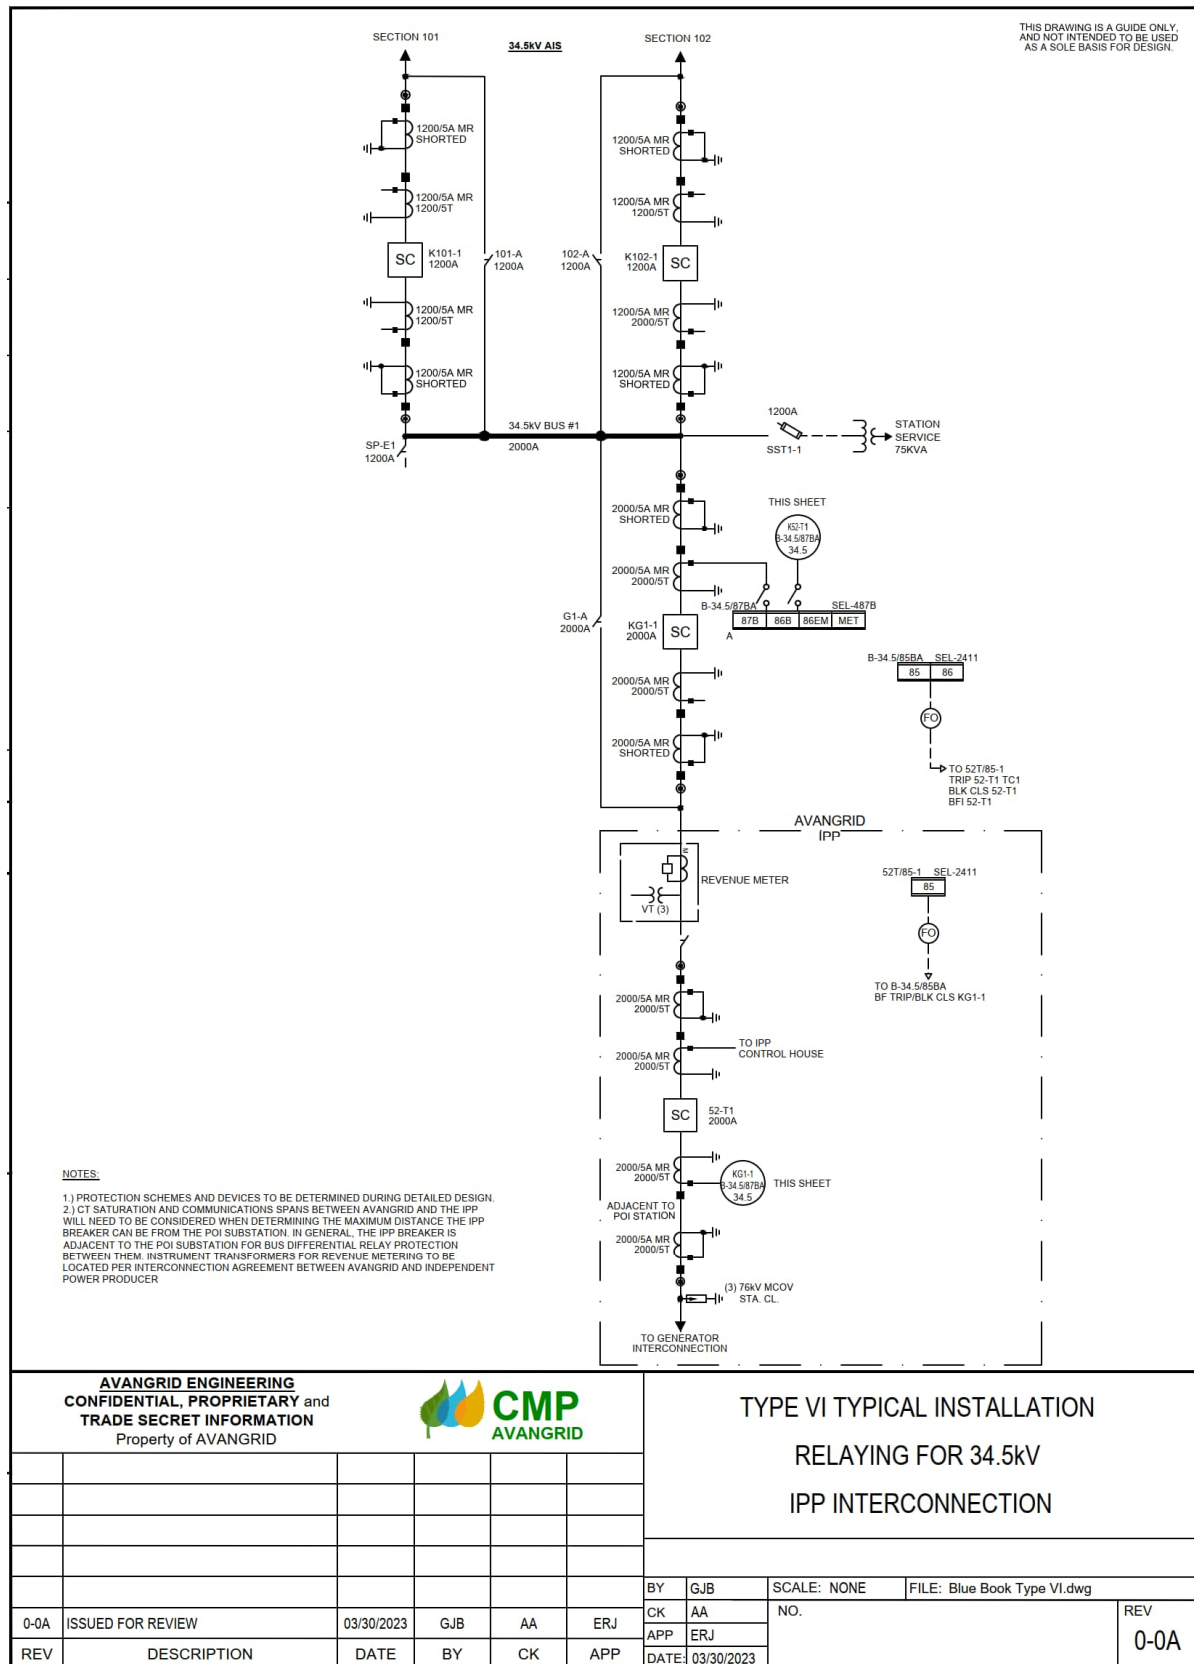 THIS DRAWING IS A GUIDE ONLY,
AND NOT INTENDED TO BE USED
AS A SOLE BASIS FOR DESIGN.
SECTION 101
34.5kV AIS
SECTION 102
1200/5A MR
SHORTED
1200/5A MR
SHORTED
1200/5A MR
1200/5T
1200/5A MR
1200/5T
SC
K101-1
1200A
101-A
1200A
102-A
1200A
K102-1
1200A
SC
1200/5A MR
1200/5T
1200/5A MR
2000/5T
1200/5A MR
SHORTED
1200/5A MR
SHORTED
SP-E1
1200A
34.5kV BUS #1
2000A
1200A
SST1-1
STATION
SERVICE
75KVA
2000/5A MR
SHORTED
THIS SHEET
K52-T1
B-34.5/87BA
34.5
2000/5A MR
2000/5T
B-34.5/87BA
SEL-487B
87B
86B
86EM
MET
A
G1-A
2000A
KG1-1
2000A
SC
2000/5A MR
2000/5T
2000/5A MR
SHORTED
B-34.5/85BA
SEL-2411
85
86
FO
TO 52T/85-1
TRIP 52-T1 TC1
BLK CLS 52-T1
BFI 52-T1
AVANGRID
IPP
M
REVENUE METER
VT (3)
52T/85-1
SEL-2411
85
FO
TO B-34.5/85BA
BF TRIP/BLK CLS KG1-1
2000/5A MR
2000/5T
2000/5A MR
2000/5T
TO IPP
CONTROL HOUSE
SC
52-T1
2000A
2000/5A MR
2000/5T
KG1-1
B-34.5/87BA
34.5
THIS SHEET
ADJACENT TO
POI STATION
2000/5A MR
2000/5T
(3) 76kV MCOV
STA. CL.
TO GENERATOR
INTERCONNECTION
NOTES:
1.) PROTECTION SCHEMES AND DEVICES TO BE DETERMINED DURING DETAILED DESIGN.
2.) CT SATURATION AND COMMUNICATIONS SPANS BETWEEN AVANGRID AND THE IPP
WILL NEED TO BE CONSIDERED WHEN DETERMINING THE MAXIMUM DISTANCE THE IPP
BREAKER CAN BE FROM THE POI SUBSTATION. IN GENERAL, THE IPP BREAKER IS
ADJACENT TO THE POI SUBSTATION FOR BUS DIFFERENTIAL RELAY PROTECTION
BETWEEN THEM. INSTRUMENT TRANSFORMERS FOR REVENUE METERING TO BE
LOCATED PER INTERCONNECTION AGREEMENT BETWEEN AVANGRID AND INDEPENDENT
POWER PRODUCER
AVANGRID ENGINEERING
CONFIDENTIAL, PROPRIETARY and
TRADE SECRET INFORMATION
Property of AVANGRID
CMP
AVANGRID
TYPE VI TYPICAL INSTALLATION
RELAYING FOR 34.5kV
IPP INTERCONNECTION
BY
GJB
SCALE: NONE
FILE: Blue Book Type VI.dwg
CK
AA
NO.
REV
APP
ERJ
0-0A
DATE:
03/30/2023
0-0A
ISSUED FOR REVIEW
03/30/2023
GJB
AA
ERJ
REV
DESCRIPTION
DATE
BY
CK
APP